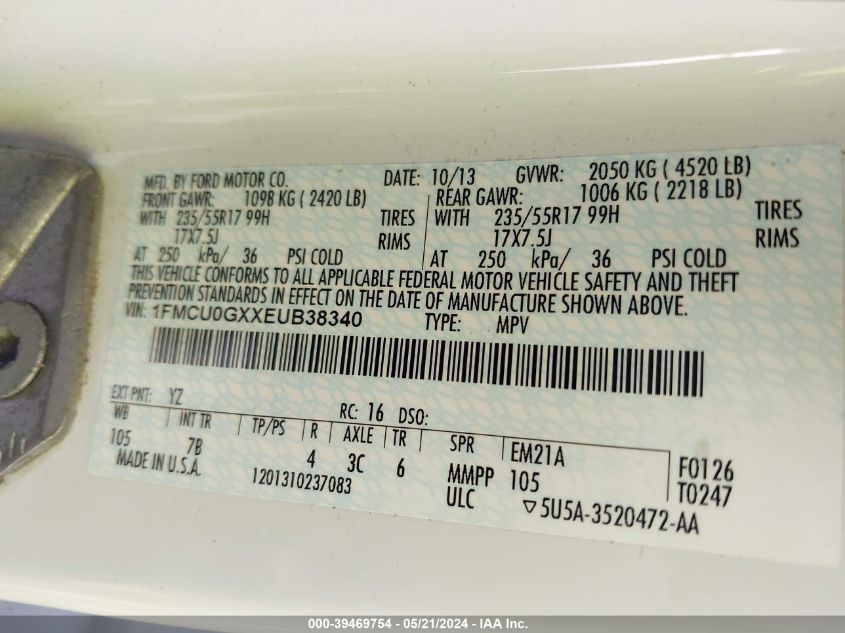 MFD. BY FORD MOTOR CO. DATE: 10/13 GVWR: 2050 KG ( 4520 LB)
FRONT GAWR: 1098 KG ( 2420 LB) REAR GAWR: 1006 KG ( 2218 LB)
WITH 235/55R17 99H TIRES WITH 235/55R17 99H TIRES
17X7.5J RIMS 17X7.5J RIMS
AT 250 kPa/ 36 PSI COLD AT 250 kPa/ 36 PSI COLD
THIS VEHICLE CONFORMS TO ALL APPLICABLE FEDERAL MOTOR VEHICLE SAFETY AND THEFT
PREVENTION STANDARDS IN EFFECT ON THE DATE OF MANUFACTURE SHOWN ABOVE.
VIN: 1FMCU0GXXEUB38340 TYPE: MPV
EXT PNT: YZ RC: 16 DSO:
WB INT TR TP/PS R AXLE TR SPR EM21A F0126
105 7B 4 3C 6 MMPP 105 T0247
MADE IN U.S.A. 1201310237083 ULC ▽5U5A-3520472-AA
000-39469754 - 05/21/2024 - IAA Inc.